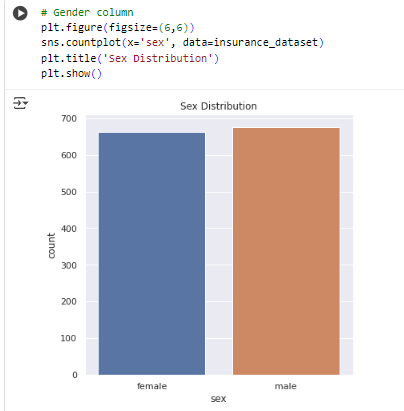 # Gender column
plt.figure(figsize=(6,6))
sns.countplot(x='sex', data=insurance_dataset)
plt.title('Sex Distribution')
plt.show()
Sex Distribution
700
600
500
400
300
200
100
0
count
female male
sex